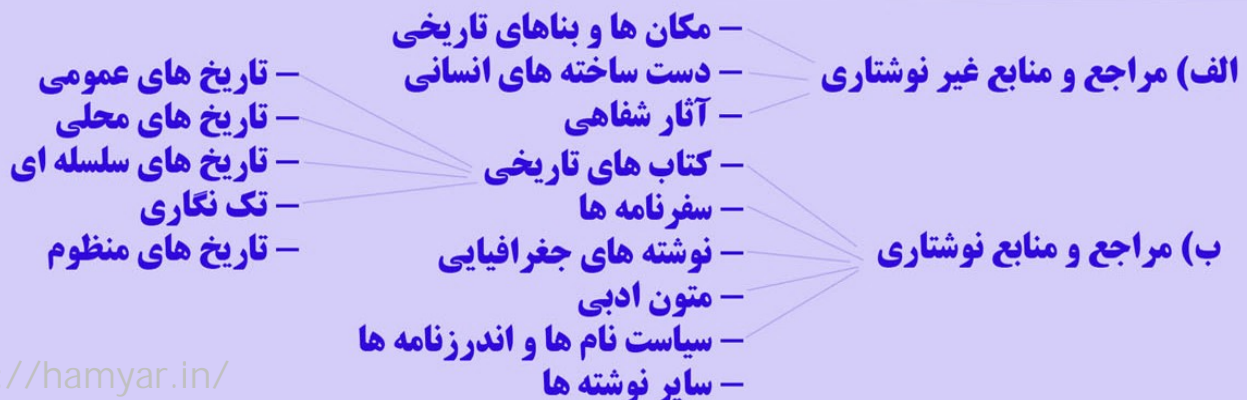 الف) مراجع و منابع غیر نوشتاری
– مکان ها و بناهای تاریخی
– دست ساخته های انسانی
– آثار شفاهی
ب) مراجع و منابع نوشتاری
– کتاب های تاریخی
– سفرنامه ها
– نوشته های جغرافیایی
– متون ادبی
– سیاست نام ها و اندرزنامه ها
– سایر نوشته ها
– تاریخ های عمومی
– تاریخ های محلی
– تاریخ های سلسله ای
– تک نگاری
– تاریخ های منظوم
//hamyar.in/